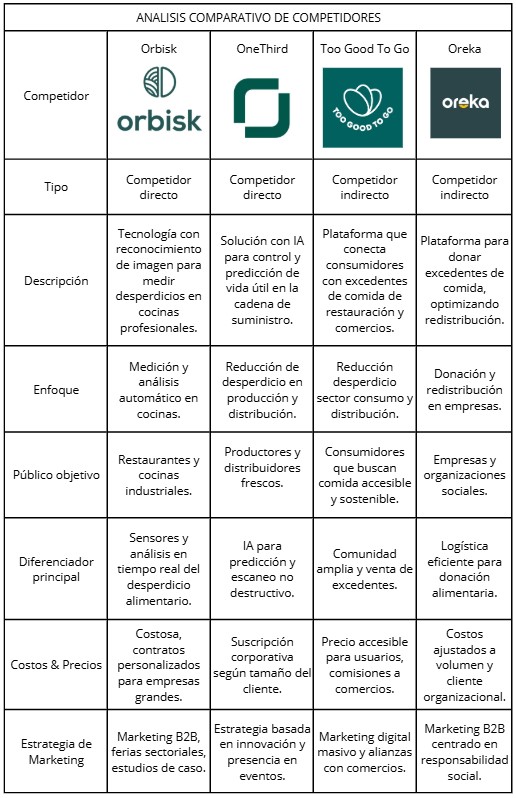 ANALISIS COMPARATIVO DE COMPETIDORES
Competidor
Orbisk
orbisk
OneThird
Too Good To Go
TOO GOOD TO GO
Oreka
oreka
Tipo
Competidor
directo
Competidor
directo
Competidor
indirecto
Competidor
indirecto
Descripción
Tecnología con
reconocimiento
de imagen para
medir
desperdicios en
cocinas
profesionales.
Solución con IA
para control y
predicción de
vida útil en la
cadena de
suministro.
Plataforma que
conecta
consumidores
con excedentes
de comida de
restauración y
comercios.
Plataforma para
donar
excedentes de
comida,
optimizando
redistribución.
Enfoque
Medición y
análisis
automático en
cocinas.
Reducción de
desperdicio en
producción y
distribución.
Reducción
desperdicio
sector consumo y
distribución.
Donación y
redistribución
en empresas.
Público objetivo
Restaurantes y
cocinas
industriales.
Productores y
distribuidores
frescos.
Consumidores
que buscan
comida accesible
y sostenible.
Empresas y
organizaciones
sociales.
Diferenciador
principal
Sensores y
análisis en
tiempo real del
desperdicio
alimentario.
IA para
predicción y
escaneo no
destructivo.
Comunidad
amplia y venta de
excedentes.
Logística
eficiente para
donación
alimentaria.
Costos & Precios
Costosa,
contratos
personalizados
para empresas
grandes.
Suscripción
corporativa
según tamaño del
cliente.
Precio accesible
para usuarios,
comisiones a
comercios.
Costos
ajustados a
volumen y
cliente
organizacional.
Estrategia de
Marketing
Marketing B2B,
ferias sectoriales,
estudios de caso.
Estrategia basada
en innovación y
presencia en
eventos.
Marketing digital
masivo y alianzas
con comercios.
Marketing B2B
centrado en
responsabilidad
social.